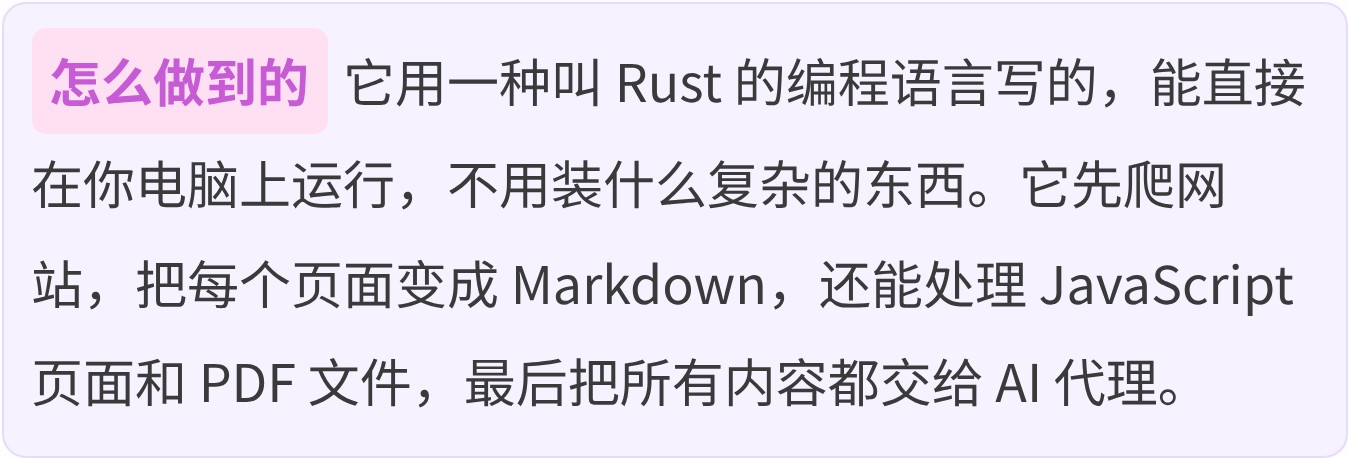 怎么做到的 它用一种叫 Rust 的编程语言写的，能直接
在你电脑上运行，不用装什么复杂的东西。它先爬网
站，把每个页面变成 Markdown，还能处理 JavaScript
页面和 PDF 文件，最后把所有内容都交给 AI 代理。